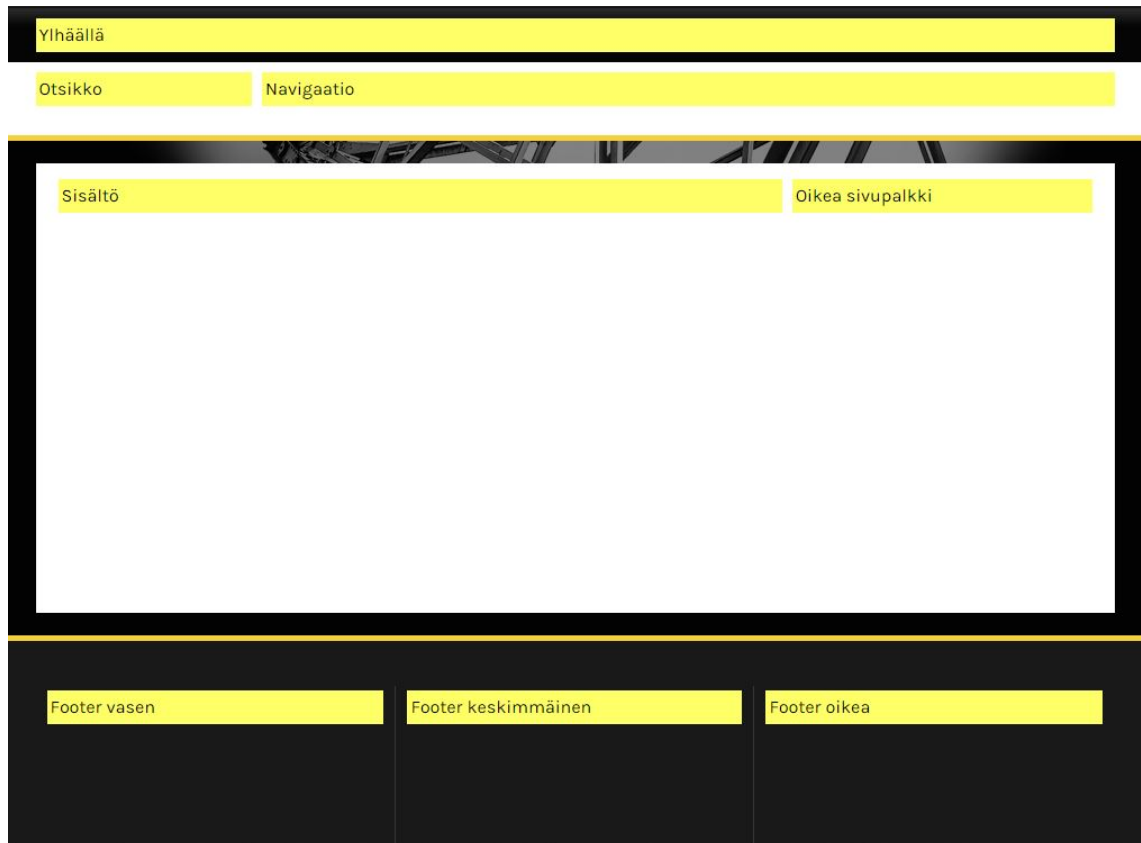 Ylhäällä
Otsikko
Navigaatio
Sisältö
Oikea sivupalkki
Footer vasen
Footer keskimmäinen
Footer oikea